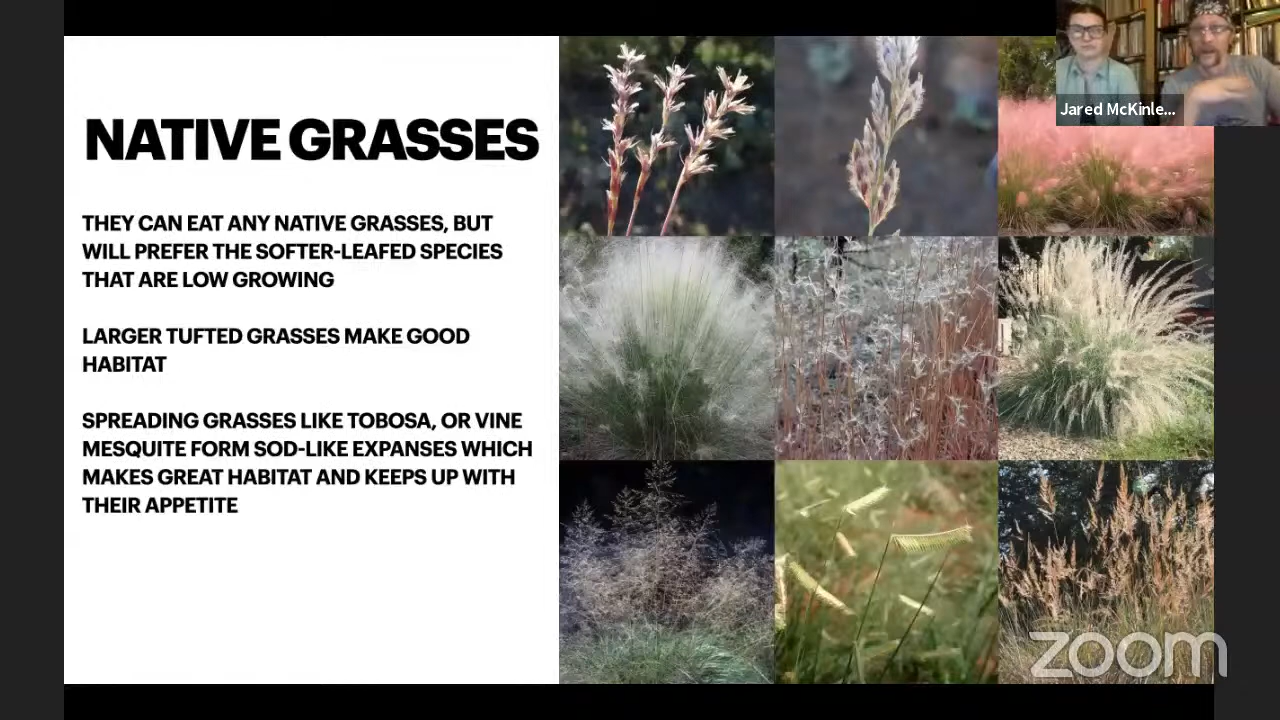 Jared McKinle...
NATIVE GRASSES
THEY CAN EAT ANY NATIVE GRASSES, BUT
WILL PREFER THE SOFTER-LEAFED SPECIES
THAT ARE LOW GROWING
LARGER TUFTED GRASSES MAKE GOOD
HABITAT
SPREADING GRASSES LIKE TOBOSA, OR VINE
MESQUITE FORM SOD-LIKE EXPANSES WHICH
MAKES GREAT HABITAT AND KEEPS UP WITH
THEIR APPETITE
zoom